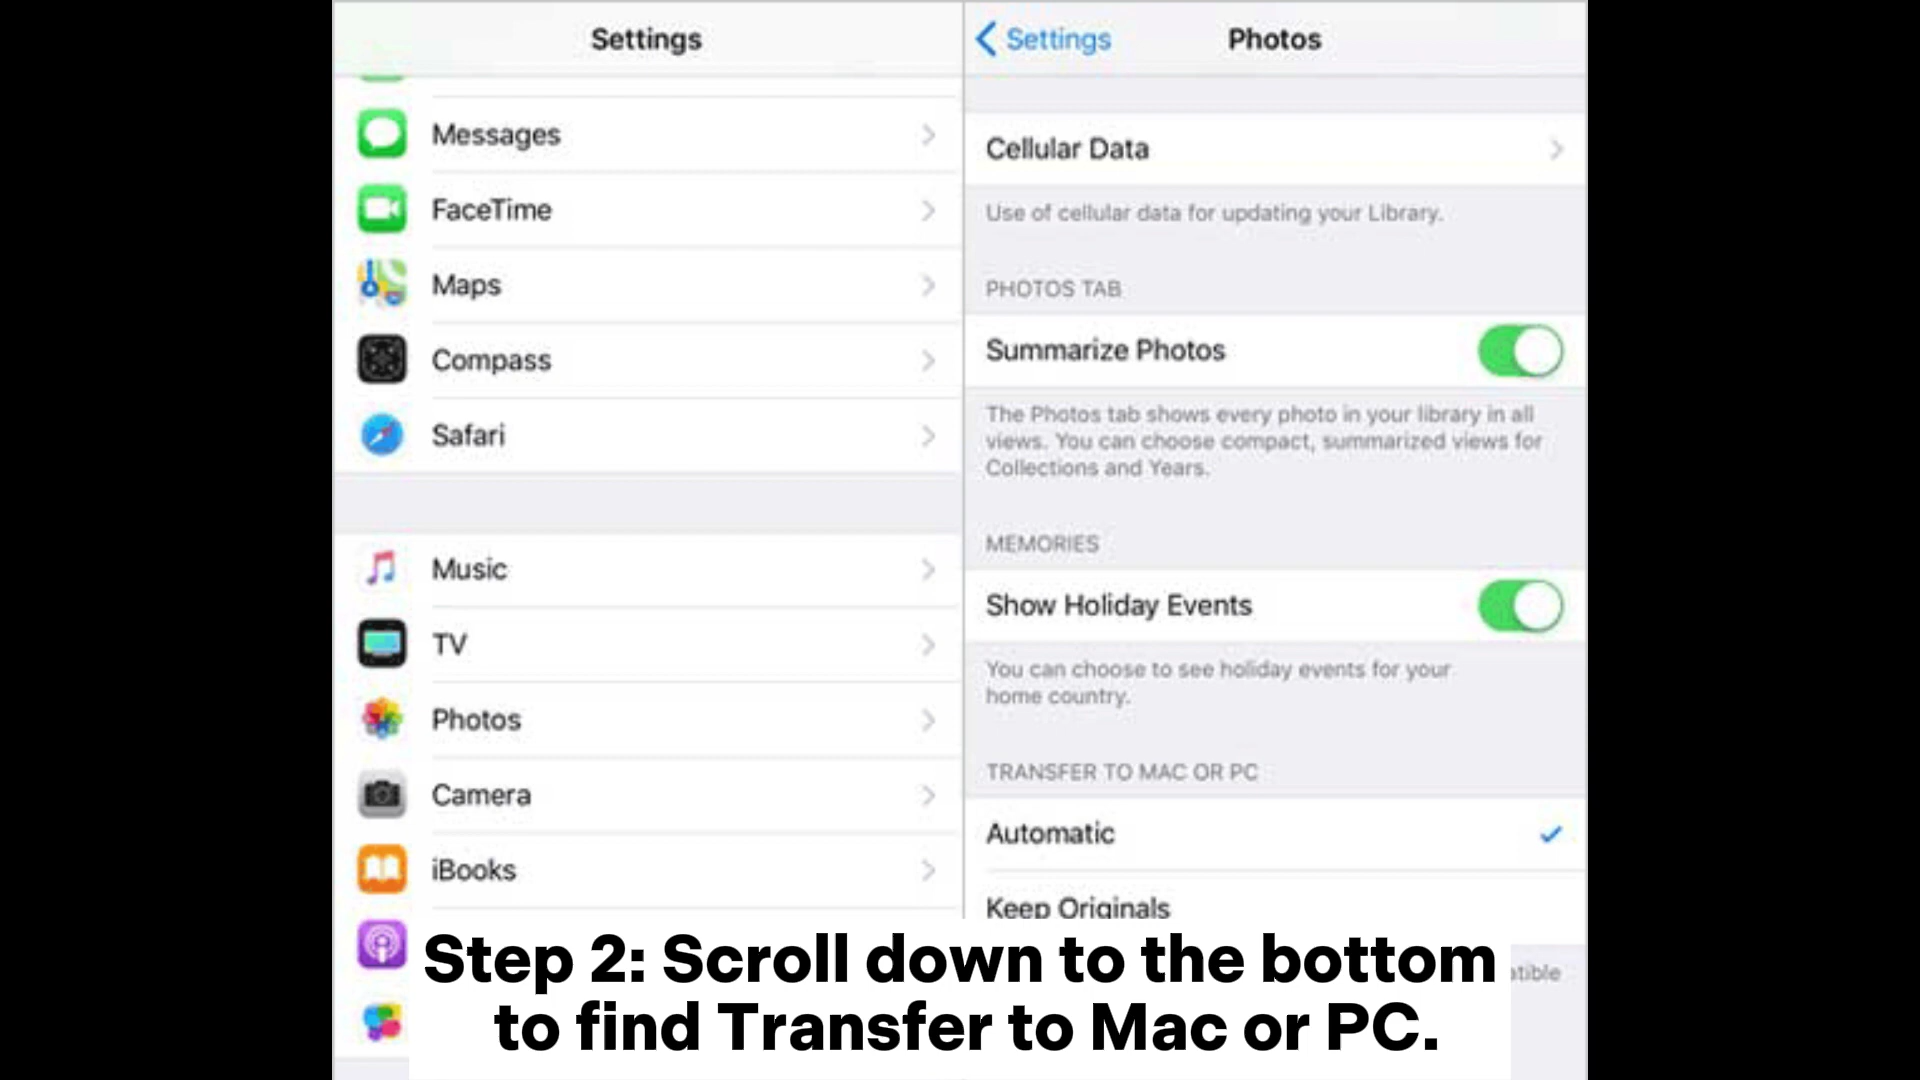 Settings
Messages
FaceTime
Maps
Compass
Safari
Music
TV
Photos
Camera
iBooks
Settings
Photos
Cellular Data
Use of cellular data for updating your Library.
PHOTOS TAB
Summarize Photos
The Photos tab shows every photo in your library in all
views. You can choose compact, summarized views for
Collections and Years.
MEMORIES
Show Holiday Events
You can choose to see holiday events for your
home country.
TRANSFER TO MAC OR PC
Automatic
Keep Originals
Step 2: Scroll down to the bottom
to find Transfer to Mac or PC.